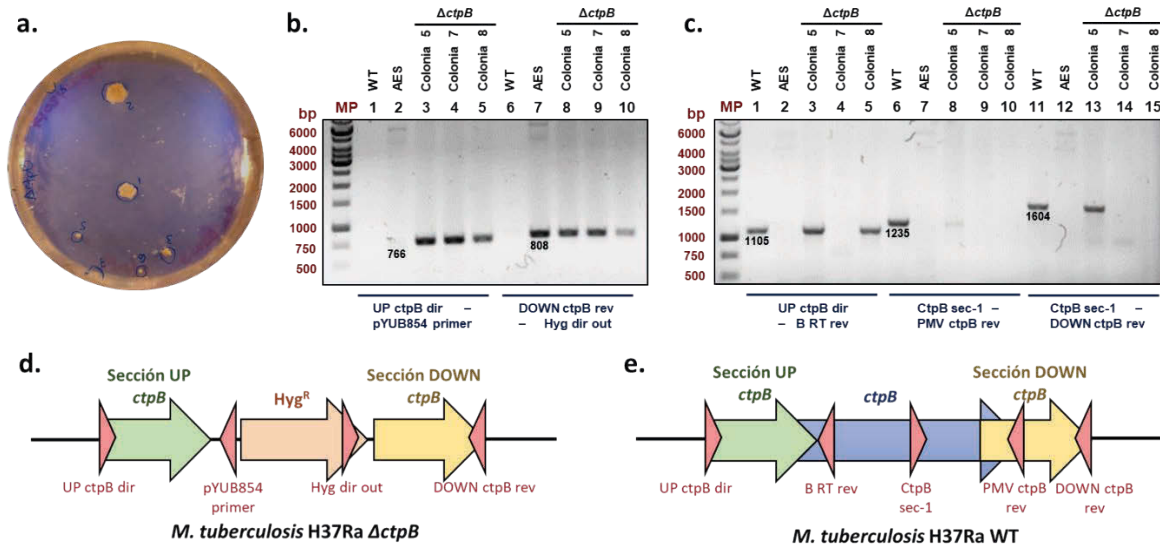 a.
b.
ΔctpB
ΔctpB
WT
AES
Colonia 5
Colonia 7
Colonia 8
WT
AES
Colonia 5
Colonia 7
Colonia 8
bp
MP
1 2 3 4 5 6 7 8 9 10
6000
4000
3000
2000
1500
1000
750
500
766
808
UP ctpB dir –
pYUB854 primer
DOWN ctpB rev
– Hyg dir out
c.
ΔctpB
ΔctpB
ΔctpB
WT
AES
Colonia 5
Colonia 7
Colonia 8
WT
AES
Colonia 5
Colonia 7
Colonia 8
WT
AES
Colonia 5
Colonia 7
Colonia 8
bp
MP
1 2 3 4 5 6 7 8 9 10 11 12 13 14 15
6000
4000
3000
2000
1500
1000
750
500
1105
1235
1604
UP ctpB dir
– B RT rev
CtpB sec-1 –
PMV ctpB rev
CtpB sec-1 –
DOWN ctpB rev
d.
Sección UP
ctpB
Hygᴿ
Sección DOWN
ctpB
UP ctpB dir
pYUB854
primer
Hyg dir out
DOWN ctpB rev
M. tuberculosis H37Ra ΔctpB
e.
Sección UP
ctpB
ctpB
Sección DOWN
ctpB
UP ctpB dir
B RT rev
CtpB
sec-1
PMV ctpB
rev
DOWN ctpB
rev
M. tuberculosis H37Ra WT